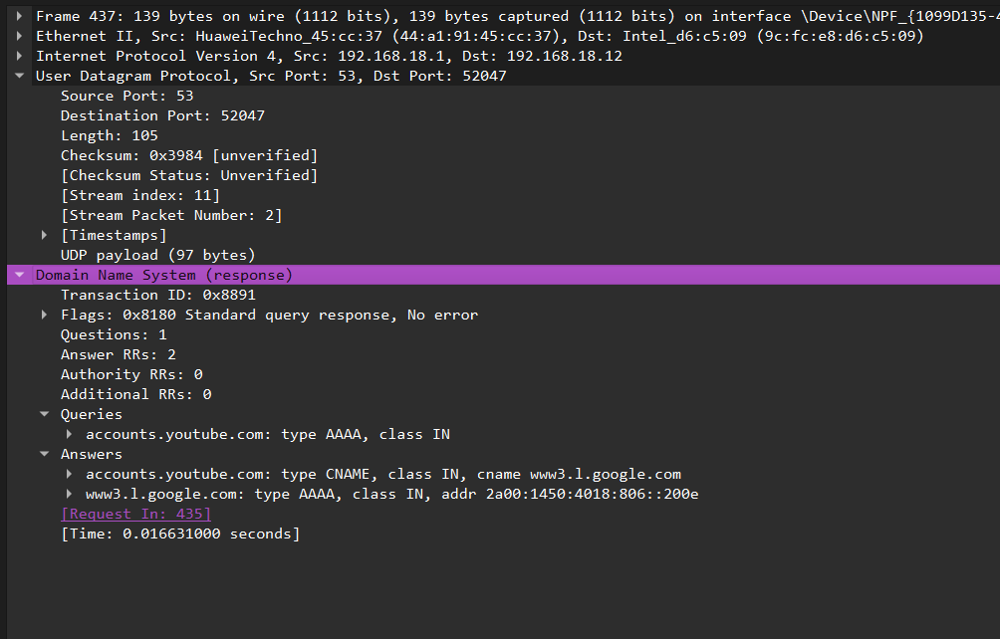 Frame 437: 139 bytes on wire (1112 bits), 139 bytes captured (1112 bits) on interface \Device\NPF_{1099D135-4
Ethernet II, Src: HuaweiTechno_45:cc:37 (44:a1:91:45:cc:37), Dst: Intel_d6:c5:09 (9c:fc:e8:d6:c5:09)
Internet Protocol Version 4, Src: 192.168.18.1, Dst: 192.168.18.12
User Datagram Protocol, Src Port: 53, Dst Port: 52047
Source Port: 53
Destination Port: 52047
Length: 105
Checksum: 0x3984 [unverified]
[Checksum Status: Unverified]
[Stream index: 11]
[Stream Packet Number: 2]
[Timestamps]
UDP payload (97 bytes)
Domain Name System (response)
Transaction ID: 0x8891
Flags: 0x8180 Standard query response, No error
Questions: 1
Answer RRs: 2
Authority RRs: 0
Additional RRs: 0
Queries
accounts.youtube.com: type AAAA, class IN
Answers
accounts.youtube.com: type CNAME, class IN, cname www3.l.google.com
www3.l.google.com: type AAAA, class IN, addr 2a00:1450:4018:806::200e
[Request In: 435]
[Time: 0.016631000 seconds]